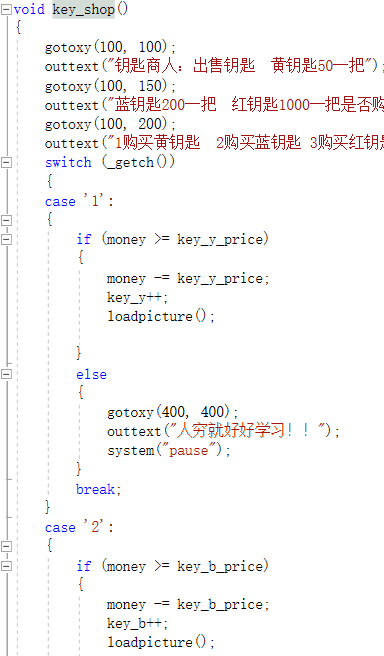 void key_shop()
{
gotoxy(100, 100);
outtext("钥匙商人：出售钥匙  黄钥匙50一把");
gotoxy(100, 150);
outtext("蓝钥匙200一把  红钥匙1000一把是否购
gotoxy(100, 200);
outtext("1购买黄钥匙  2购买蓝钥匙 3购买红钥匙
switch (_getch())
{
case '1':
{
if (money >= key_y_price)
{
money -= key_y_price;
key_y++;
loadpicture();
}
else
{
gotoxy(400, 400);
outtext("人穷就好好学习！！");
system("pause");
}
break;
}
case '2':
{
if (money >= key_b_price)
{
money -= key_b_price;
key_b++;
loadpicture();